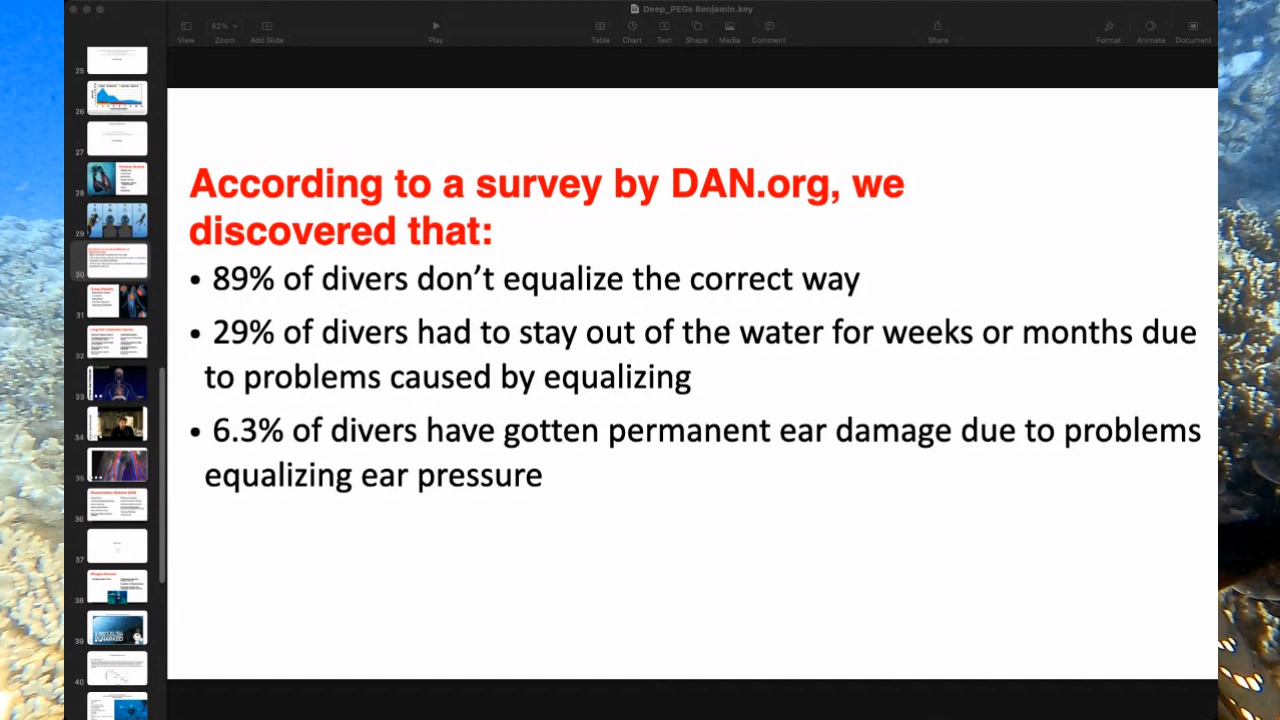 Deep_PEGs Benjamin.key
82%
View
Zoom
Add Slide
Play
Table
Chart
Text
Shape
Media
Comment
Share
Format
Animate
Document
According to a survey by DAN.org, we
discovered that:
• 89% of divers don’t equalize the correct way
• 29% of divers had to stay out of the water for weeks or months due
to problems caused by equalizing
• 6.3% of divers have gotten permanent ear damage due to problems
equalizing ear pressure
25
26
27
28
29
30
31
32
33
34
35
36
37
38
39
40